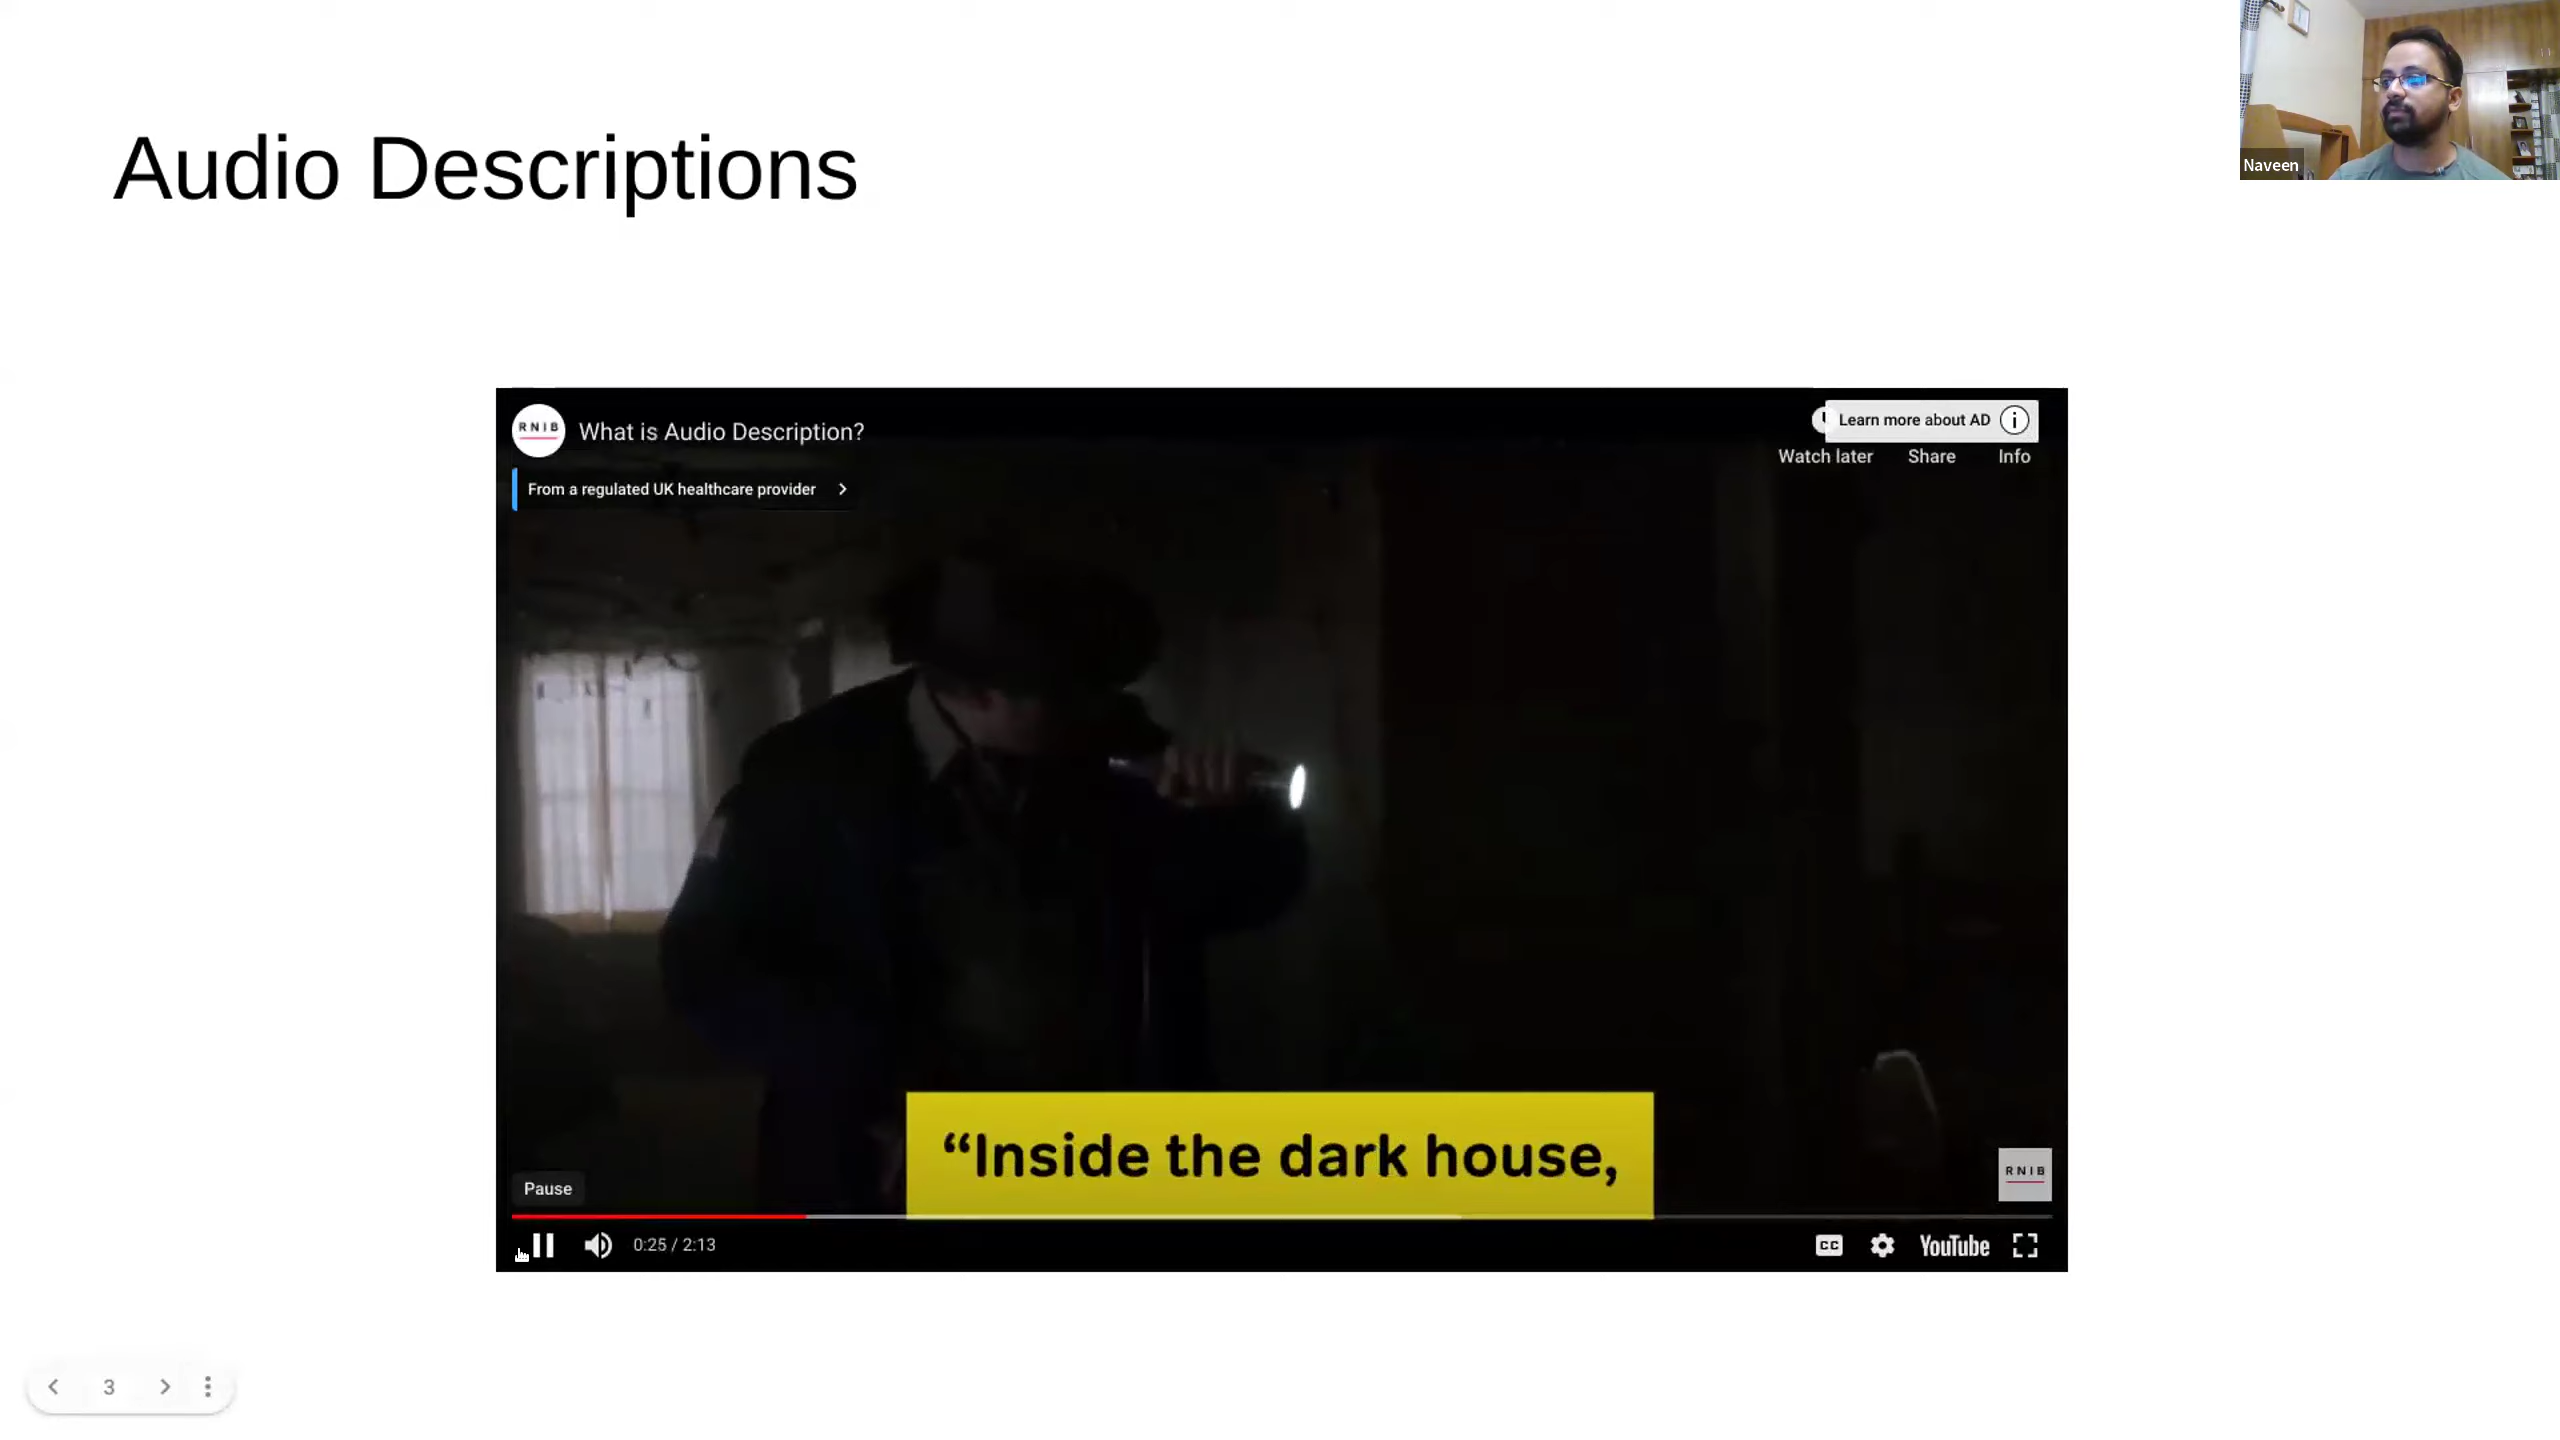 Naveen
Audio Descriptions
RNIB
What is Audio Description?
Learn more about AD
Watch later
Share
Info
From a regulated UK healthcare provider
“Inside the dark house,
RNIB
Pause
0:25 / 2:13
CC
YouTube
3